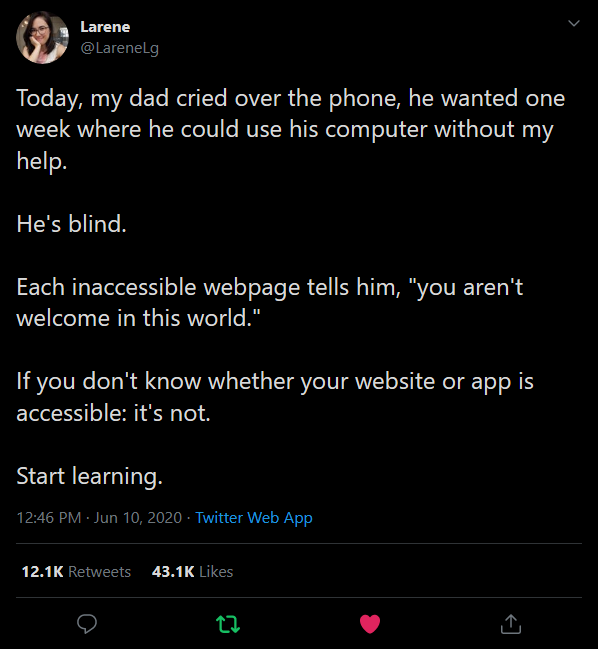 Larene
@LareneLg
Today, my dad cried over the phone, he wanted one
week where he could use his computer without my
help.
He's blind.
Each inaccessible webpage tells him, "you aren't
welcome in this world."
If you don't know whether your website or app is
accessible: it's not.
Start learning.
12:46 PM · Jun 10, 2020 · Twitter Web App
12.1K Retweets 43.1K Likes